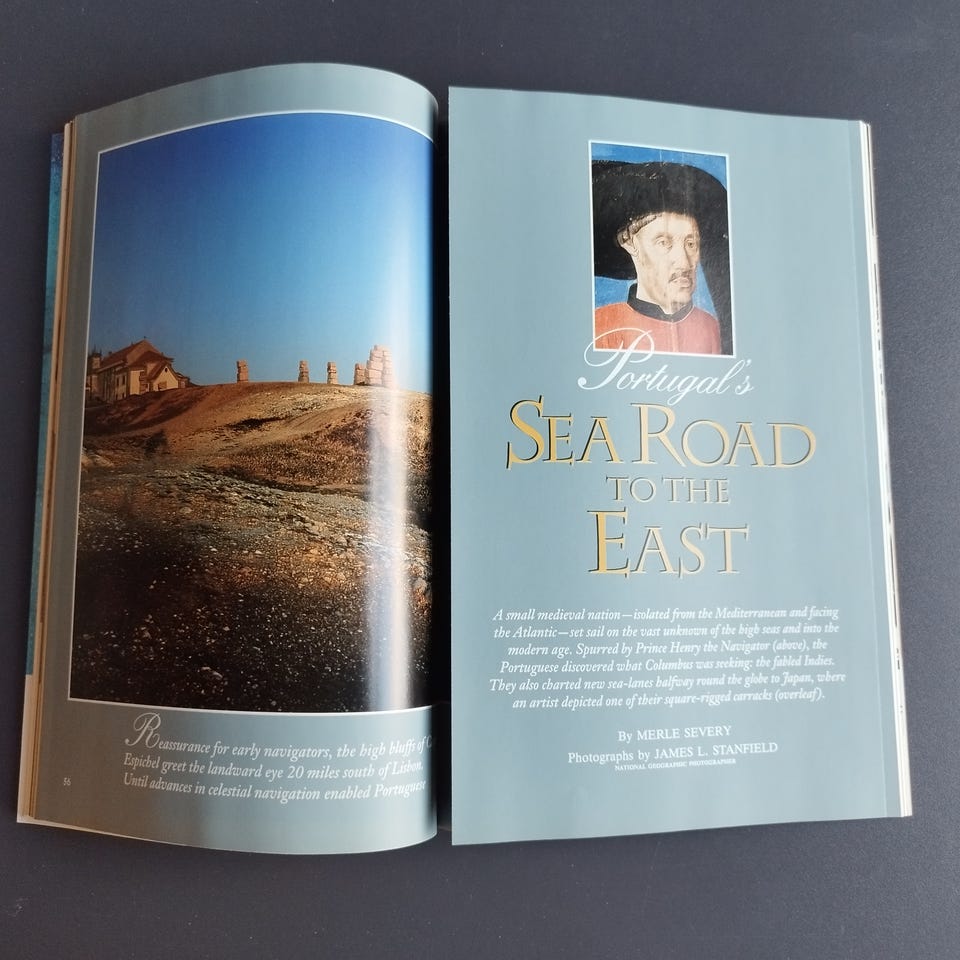 Reassurance for early navigators, the high bluffs of
Espichel greet the landward eye 20 miles south of Lisbon.
Until advances in celestial navigation enabled Portuguese
56
Portugal's
SEA ROAD
TO THE
EAST
A small medieval nation—isolated from the Mediterranean and facing
the Atlantic—set sail on the vast unknown of the high seas and into the
modern age. Spurred by Prince Henry the Navigator (above), the
Portuguese discovered what Columbus was seeking: the fabled Indies.
They also charted new sea-lanes halfway round the globe to Japan, where
an artist depicted one of their square-rigged carracks (overleaf).
By MERLE SEVERY
Photographs by JAMES L. STANFIELD
NATIONAL GEOGRAPHIC PHOTOGRAPHER